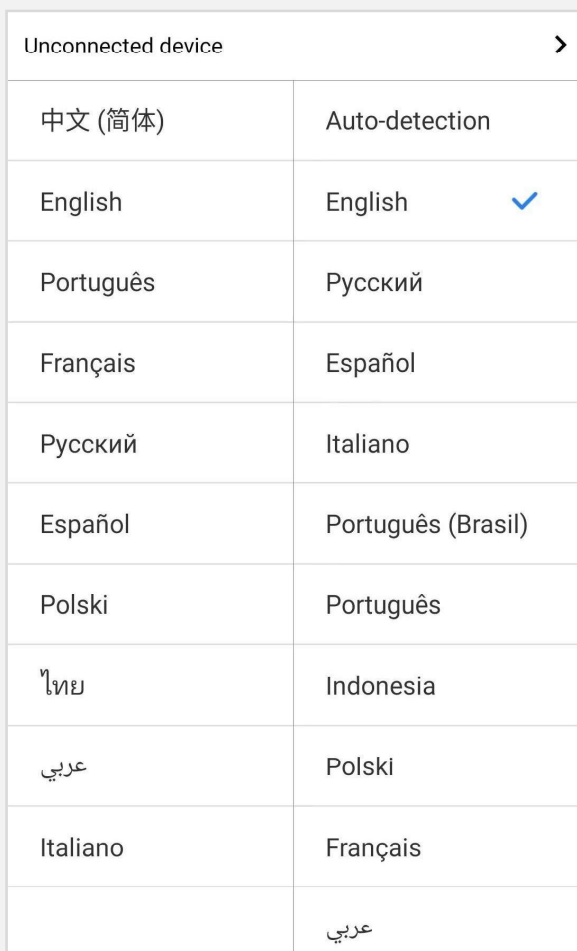 Unconnected device
中文 (简体)
Auto-detection
English
English
Português
Русский
Français
Español
Русский
Italiano
Español
Português (Brasil)
Polski
Português
ไทย
Indonesia
عربي
Polski
Italiano
Français
عربي